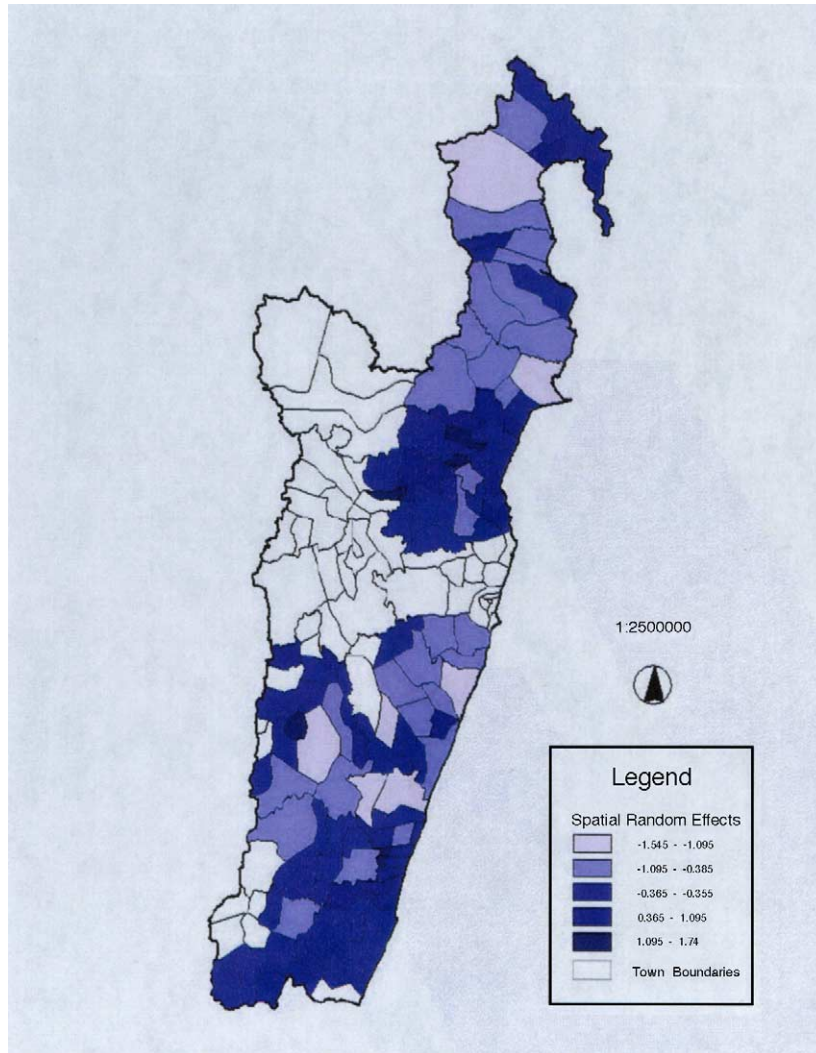 1:2500000
Legend
Spatial Random Effects
-1.545 - -1.095
-1.095 - -0.385
-0.365 - -0.355
0.365 - 1.095
1.095 - 1.74
Town Boundaries